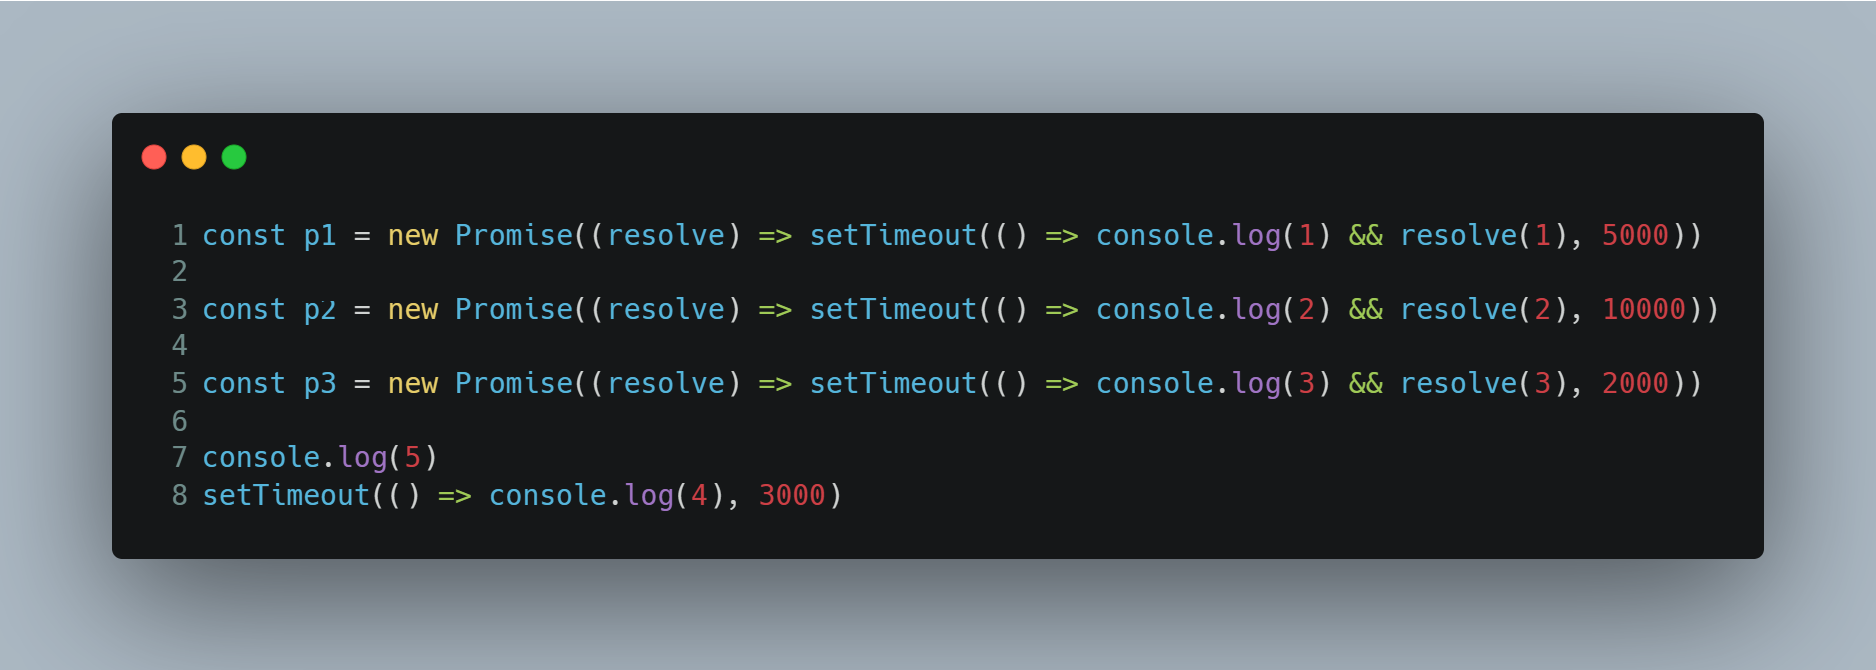 1 const p1 = new Promise((resolve) => setTimeout(() => console.log(1) && resolve(1), 5000))
2
3 const p2 = new Promise((resolve) => setTimeout(() => console.log(2) && resolve(2), 10000))
4
5 const p3 = new Promise((resolve) => setTimeout(() => console.log(3) && resolve(3), 2000))
6
7 console.log(5)
8 setTimeout(() => console.log(4), 3000)